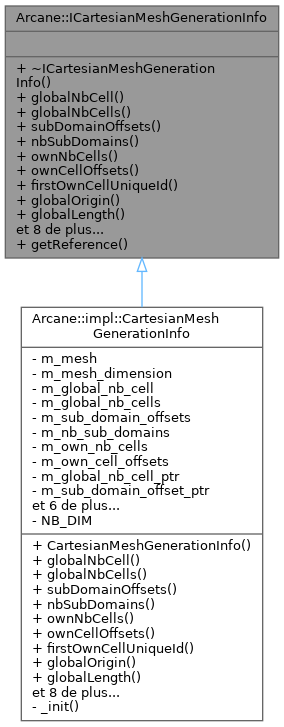 Arcane::ICartesianMeshGenerationInfo
+ ~ICartesianMeshGeneration
Info()
+ globalNbCell()
+ globalNbCells()
+ subDomainOffsets()
+ nbSubDomains()
+ ownNbCells()
+ ownCellOffsets()
+ firstOwnCellUniqueId()
+ globalOrigin()
+ globalLength()
et 8 de plus...
+ getReference()
Arcane::impl::CartesianMesh
GenerationInfo
- m_mesh
- m_mesh_dimension
- m_global_nb_cell
- m_global_nb_cells
- m_sub_domain_offsets
- m_nb_sub_domains
- m_own_nb_cells
- m_own_cell_offsets
- m_global_nb_cell_ptr
- m_sub_domain_offset_ptr
et 6 de plus...
- NB_DIM
+ CartesianMeshGenerationInfo()
+ globalNbCell()
+ globalNbCells()
+ subDomainOffsets()
+ nbSubDomains()
+ ownNbCells()
+ ownCellOffsets()
+ firstOwnCellUniqueId()
+ globalOrigin()
+ globalLength()
et 8 de plus...
- _init()